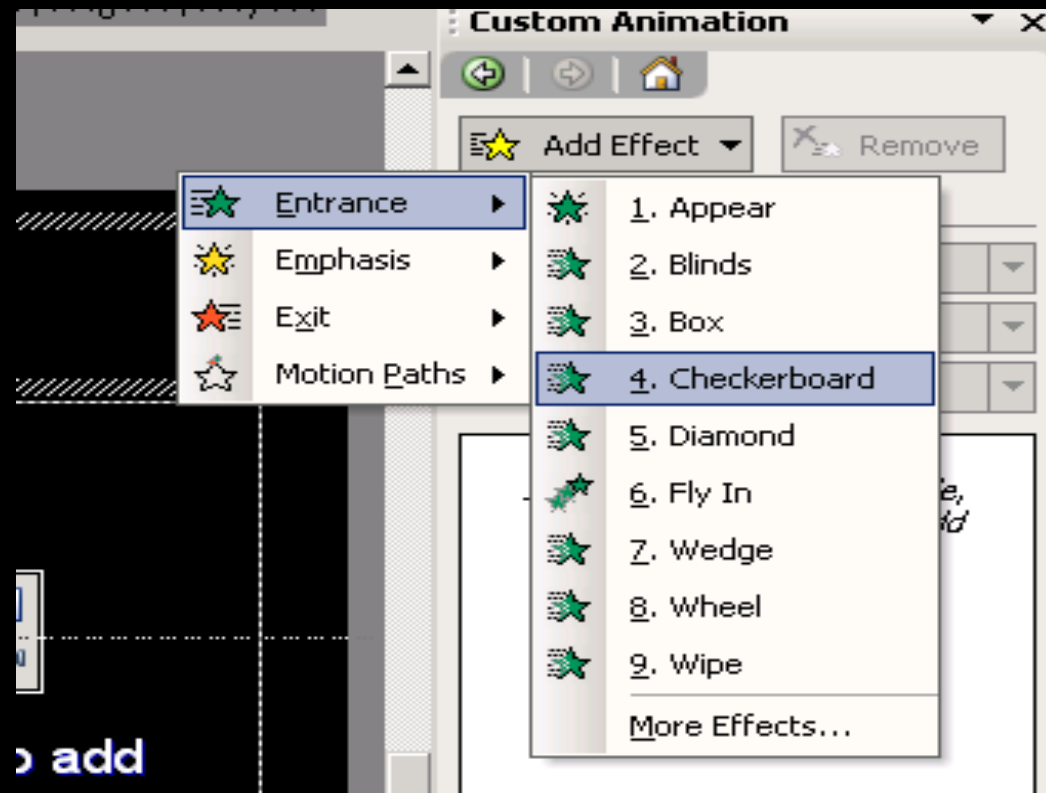 Custom Animation
Add Effect
Remove
Entrance
Emphasis
Exit
Motion Paths
1. Appear
2. Blinds
3. Box
4. Checkerboard
5. Diamond
6. Fly In
7. Wedge
8. Wheel
9. Wipe
More Effects...
add